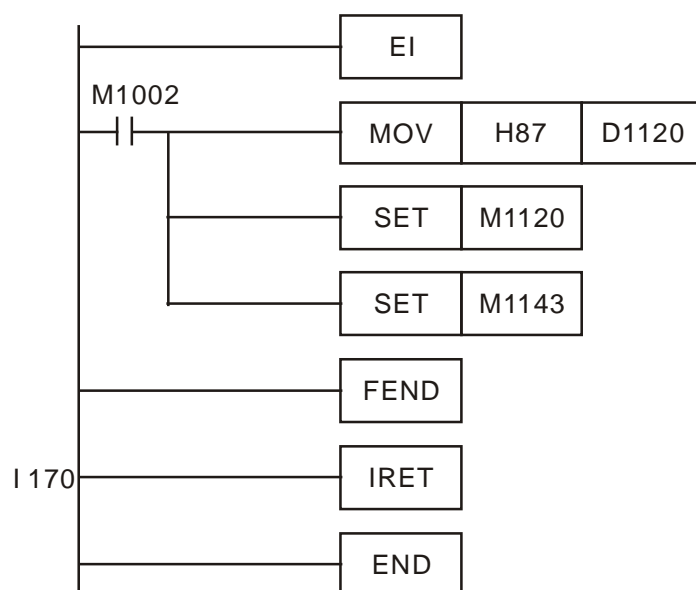 EI
M1002
MOV H87 D1120
SET M1120
SET M1143
FEND
I 170 IRET
END